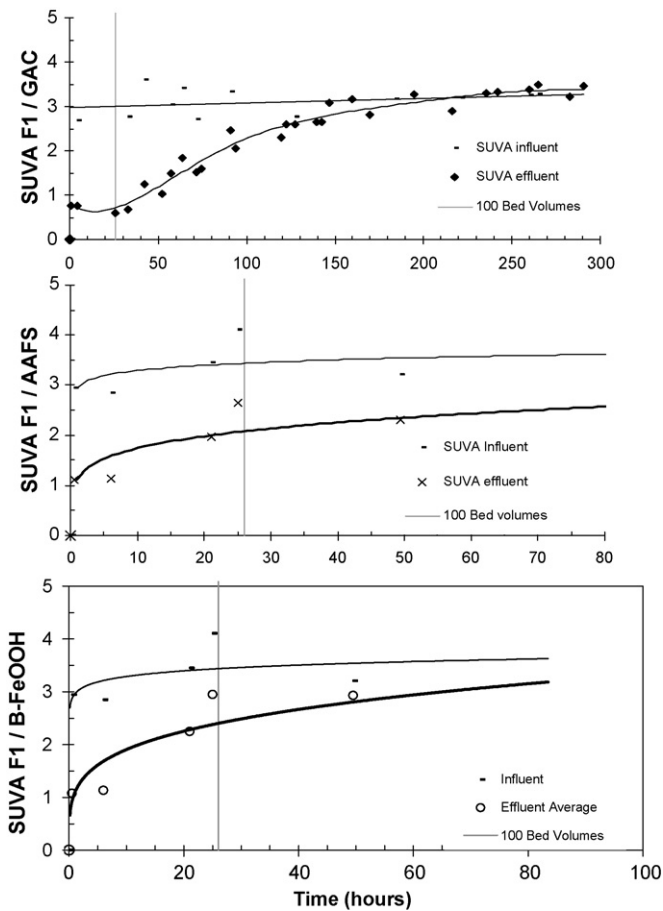 5
4
3
2
1
0
SUVA F1 / GAC
SUVA influent
SUVA effluent
100 Bed Volumes
0 50 100 150 200 250 300
5
4
3
2
1
0
SUVA F1 / AAFS
SUVA Influent
SUVA effluent
100 Bed volumes
0 10 20 30 40 50 60 70 80
5
4
3
2
1
0
SUVA F1 / B-FeOOH
Influent
Effluent Average
100 Bed Volumes
0 20 40 60 80 100
Time (hours)